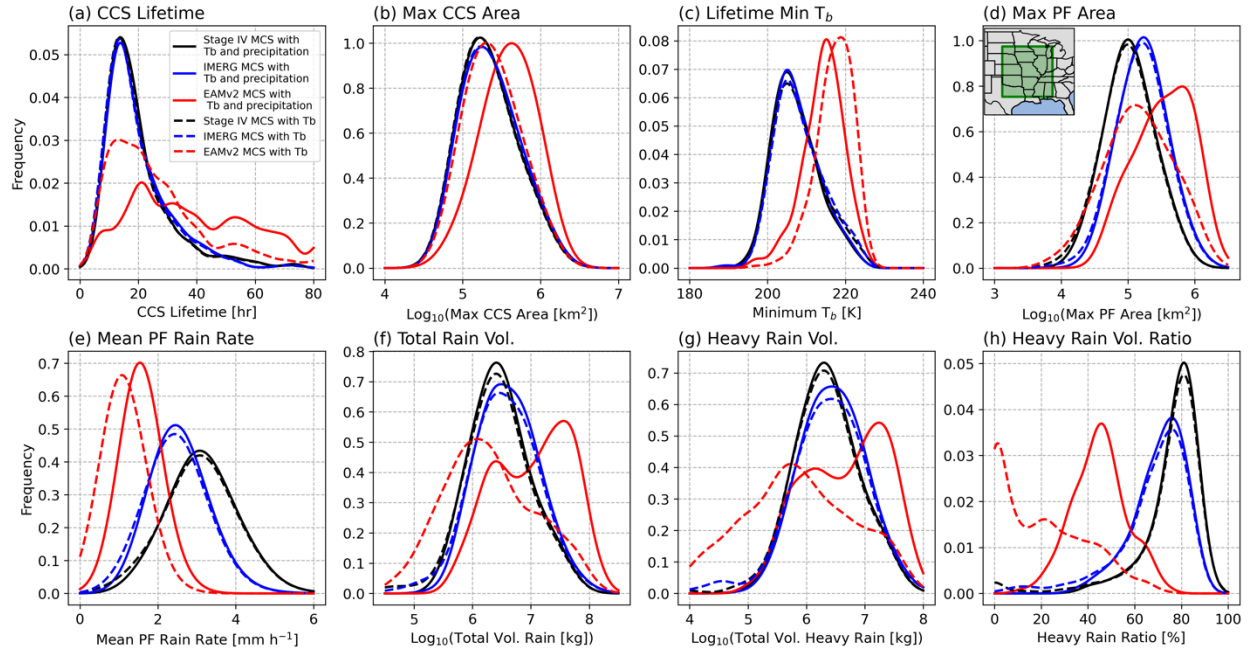 (a) CCS Lifetime
(b) Max CCS Area
(c) Lifetime Min T_b
(d) Max PF Area
Frequency
0.05
0.04
0.03
0.02
0.01
0.00
Stage IV MCS with
Tb and precipitation
IMERG MCS with
Tb and precipitation
EAMv2 MCS with
Tb and precipitation
Stage IV MCS with Tb
IMERG MCS with Tb
EAMv2 MCS with Tb
0 20 40 60 80
CCS Lifetime [hr]
1.0
0.8
0.6
0.4
0.2
0.0
4 5 6 7
Log₁₀(Max CCS Area [km²])
0.08
0.07
0.06
0.05
0.04
0.03
0.02
0.01
0.00
180 200 220 240
Minimum T_b [K]
1.0
0.8
0.6
0.4
0.2
0.0
3 4 5 6
Log₁₀(Max PF Area [km²])
(e) Mean PF Rain Rate
(f) Total Rain Vol.
(g) Heavy Rain Vol.
(h) Heavy Rain Vol. Ratio
Frequency
0.7
0.6
0.5
0.4
0.3
0.2
0.1
0.0
0 2 4 6
Mean PF Rain Rate [mm h⁻¹]
0.8
0.7
0.6
0.5
0.4
0.3
0.2
0.1
0.0
5 6 7 8
Log₁₀(Total Vol. Rain [kg])
0.7
0.6
0.5
0.4
0.3
0.2
0.1
0.0
4 5 6 7 8
Log₁₀(Total Vol. Heavy Rain [kg])
0.05
0.04
0.03
0.02
0.01
0.00
0 20 40 60 80 100
Heavy Rain Ratio [%]